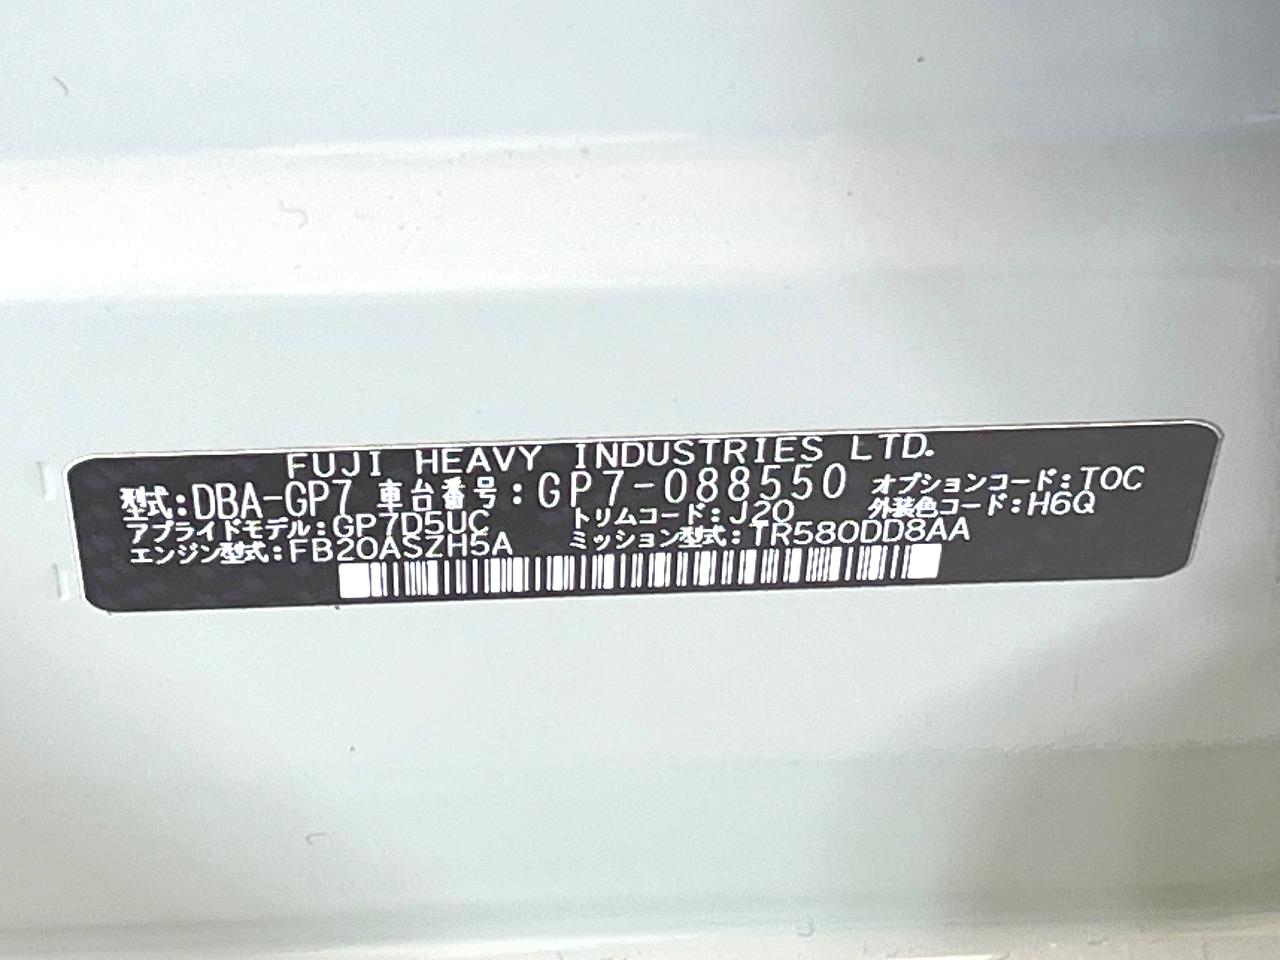 FUJI HEAVY INDUSTRIES LTD.
型式:DBA-GP7 車台番号:GP7-088550 オプションコード:TOC
アプライドモデル:GP7D5UC トリムコード:J20 外装色コード:H6Q
エンジン型式:FB20ASZH5A ミッション型式:TR580DD8AA